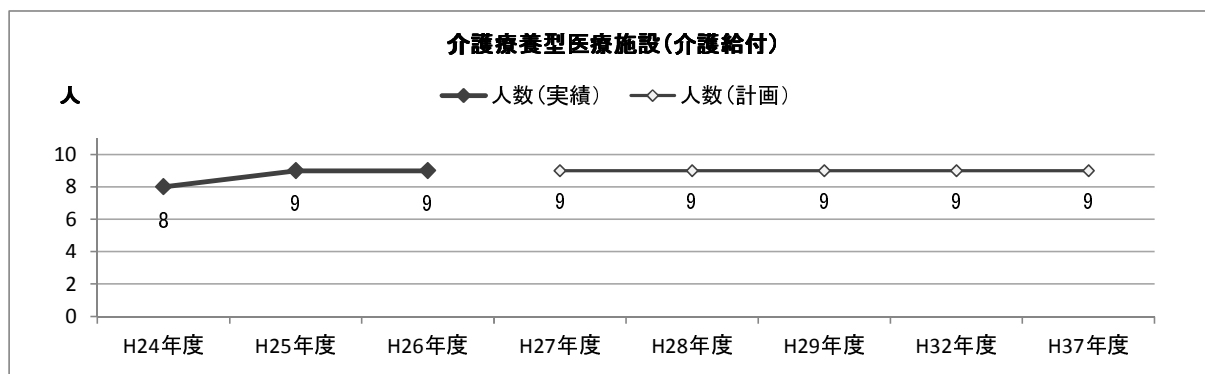 介護療養型医療施設(介護給付)
人数(実績) 人数(計画)
人
10
8
6
4
2
0
8 9 9 9 9 9 9 9
H24年度 H25年度 H26年度 H27年度 H28年度 H29年度 H32年度 H37年度